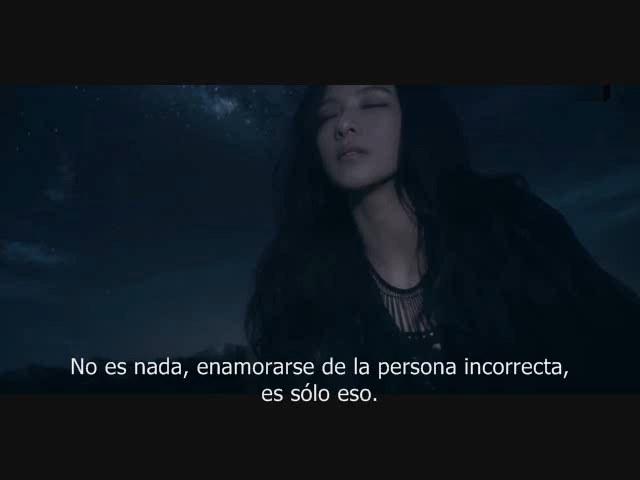 No es nada, enamorarse de la persona incorrecta,
es sólo eso.